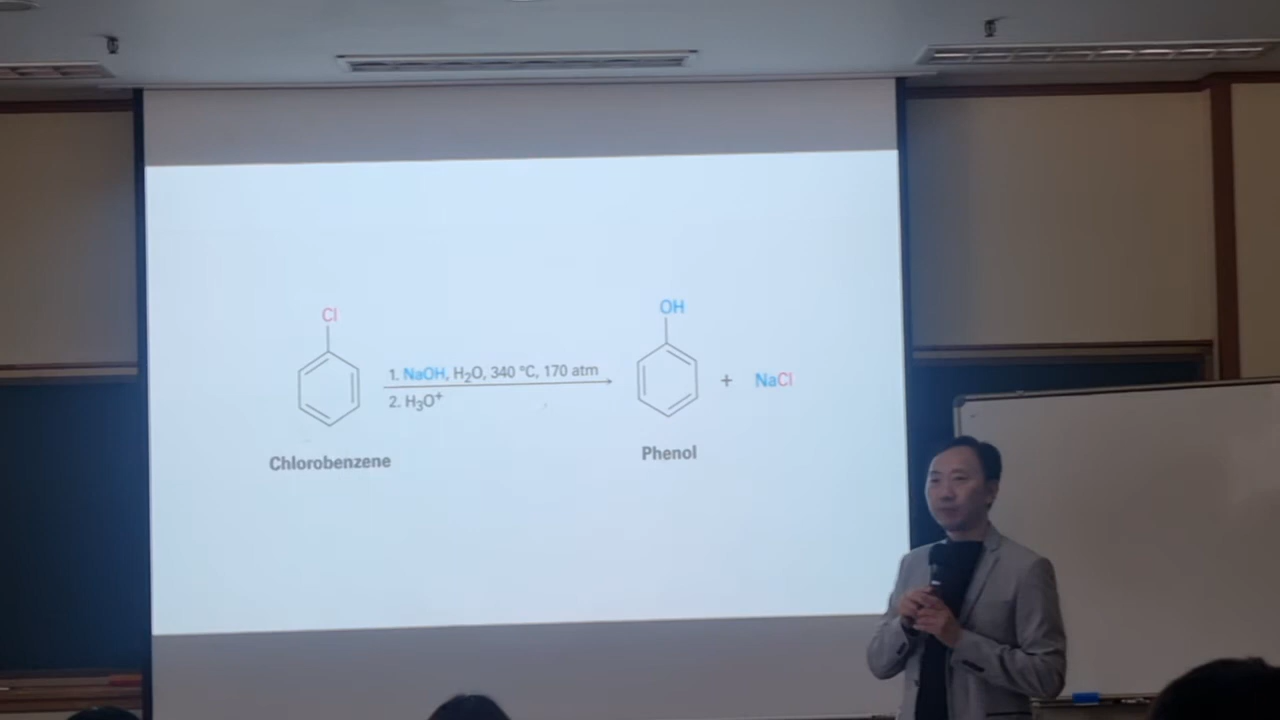 Cl
OH
1. NaOH, H₂O, 340 °C, 170 atm
2. H₃O⁺
+ NaCl
Chlorobenzene
Phenol